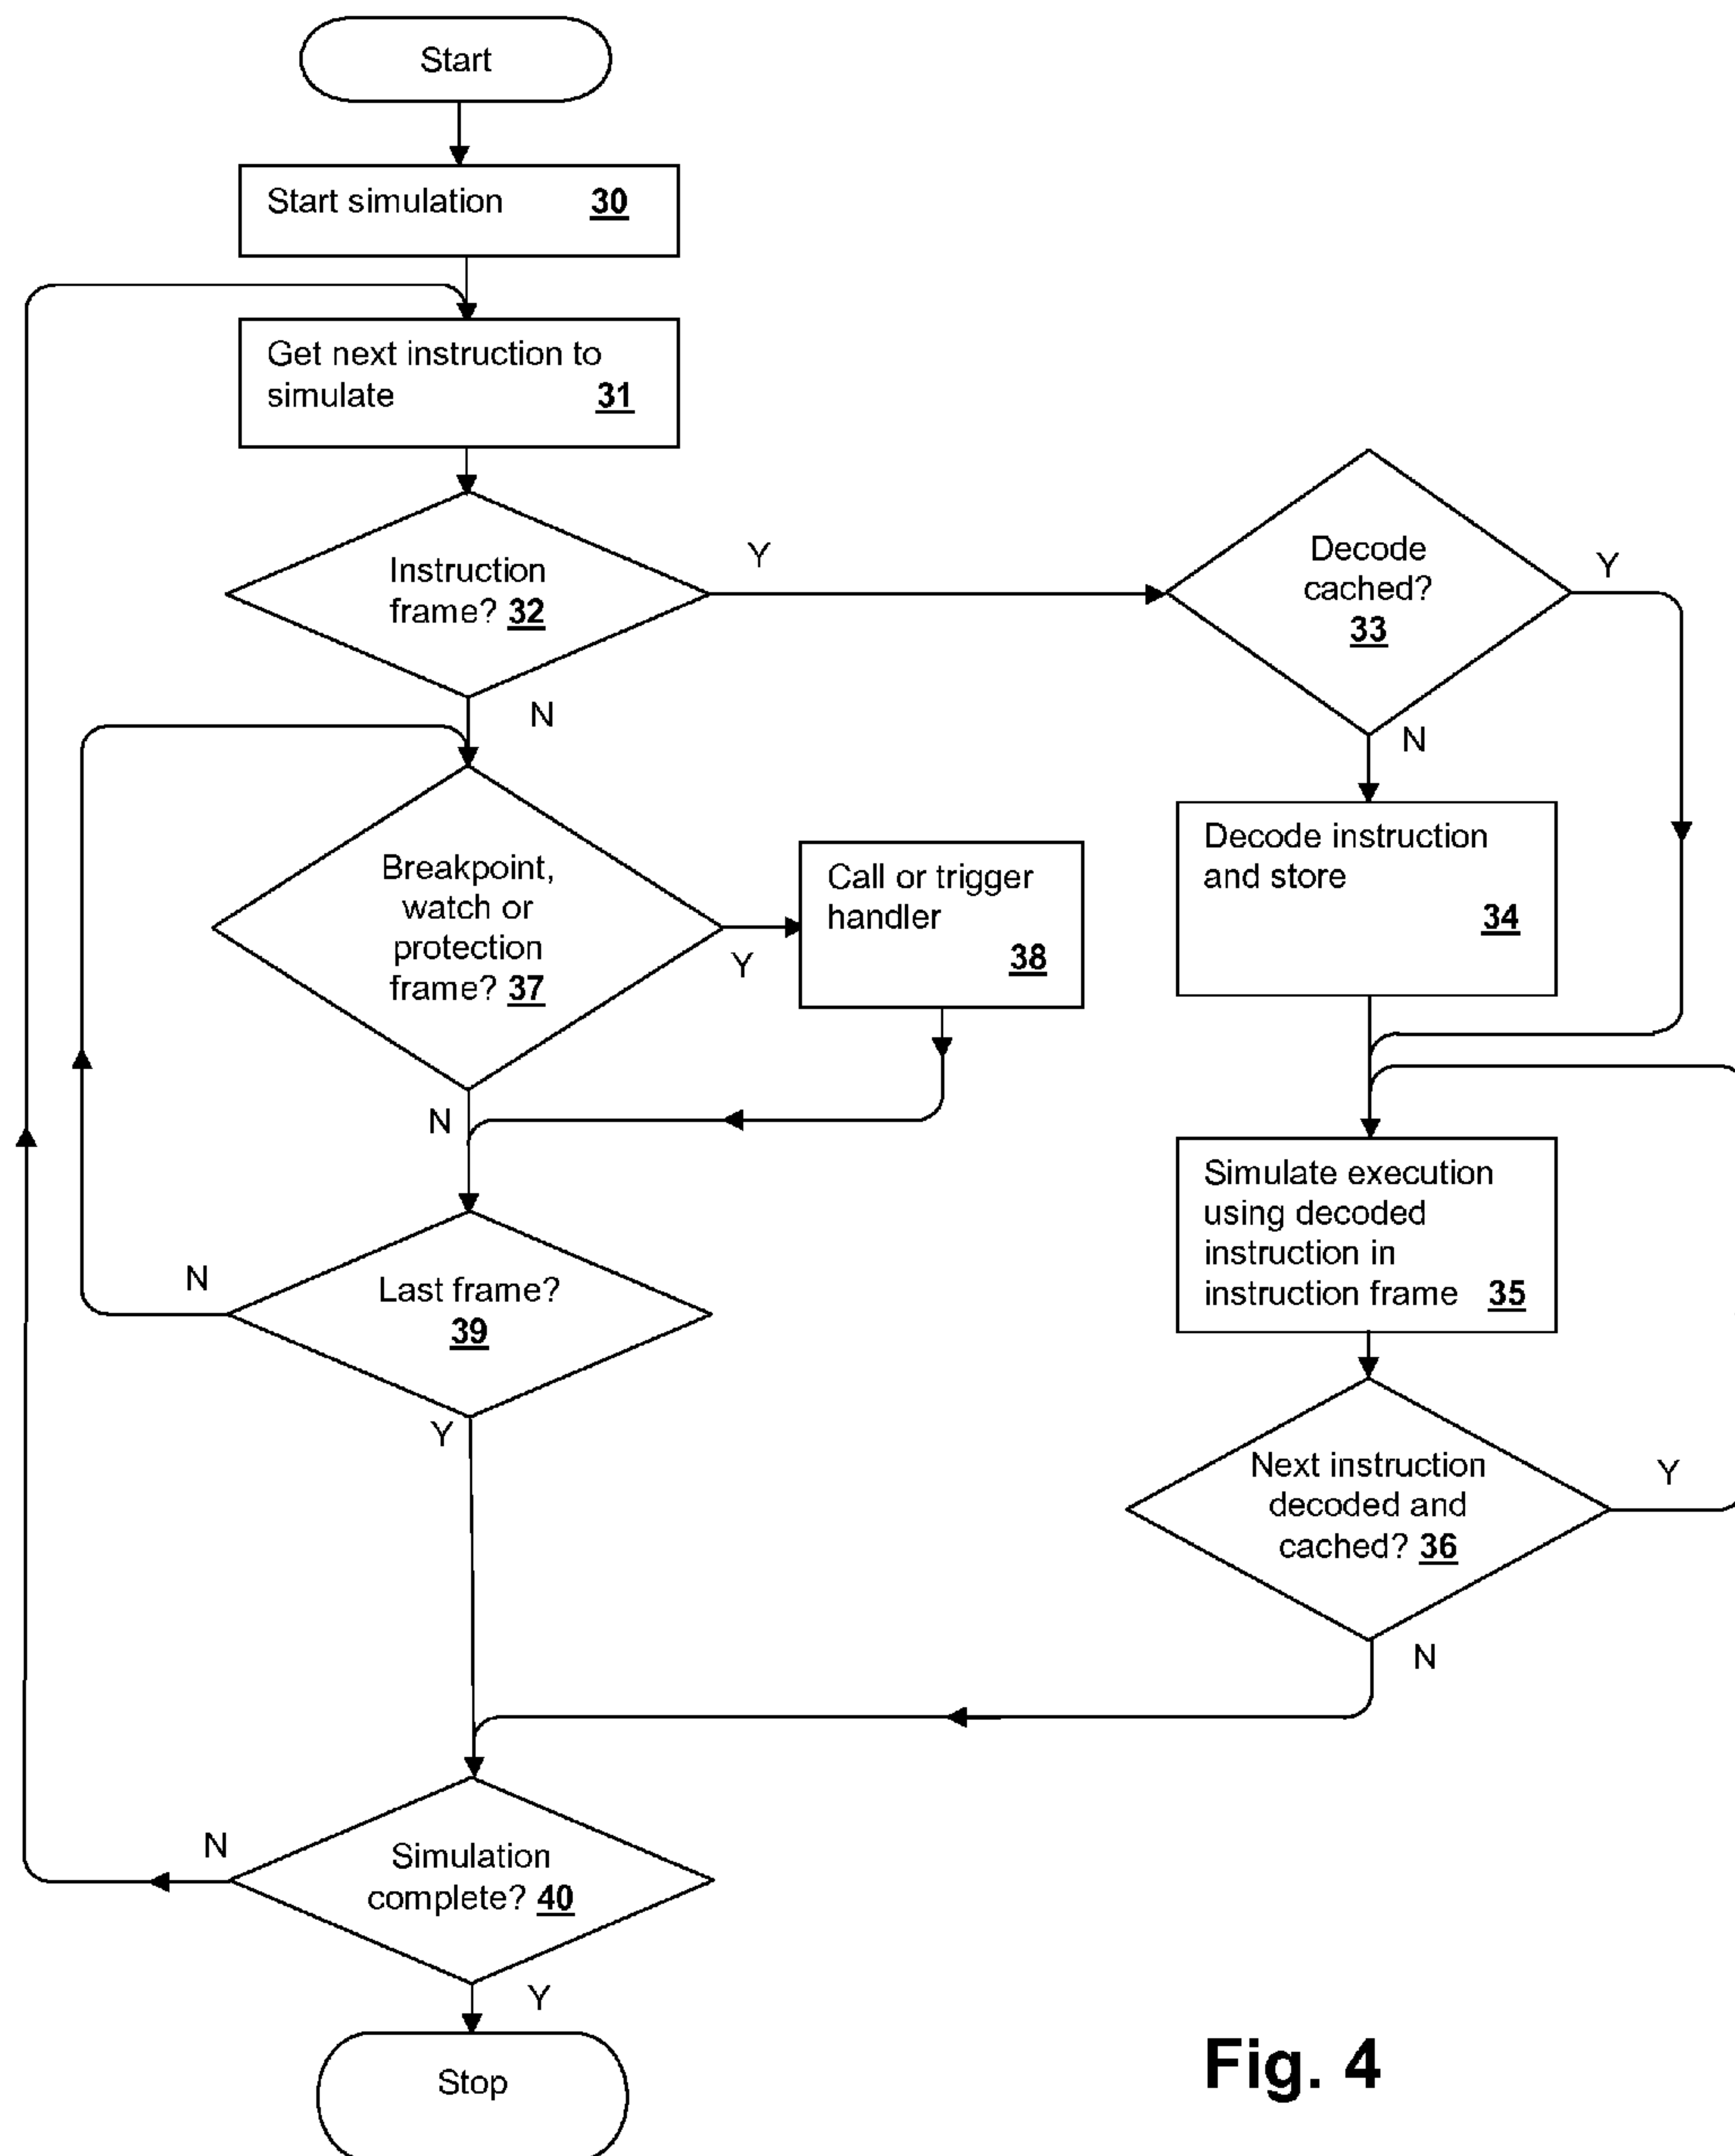 Start
Start simulation 30
Get next instruction to
simulate 31
Instruction
frame? 32
Y
N
Decode
cached?
33
Y
N
Decode instruction
and store
34
Breakpoint,
watch or
protection
frame? 37
Y
N
Call or trigger
handler
38
Simulate execution
using decoded
instruction in
instruction frame 35
Last frame?
39
N
Y
Next instruction
decoded and
cached? 36
Y
N
Simulation
complete? 40
N
Y
Stop
Fig. 4